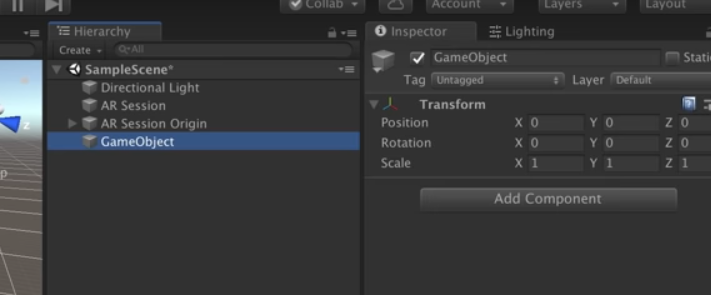 Collab Account Layers Layout
Hierarchy
Create All
SampleScene*
Directional Light
AR Session
AR Session Origin
GameObject
z
p
Inspector Lighting
GameObject Stati
Tag Untagged Layer Default
Transform
Position X 0 Y 0 Z 0
Rotation X 0 Y 0 Z 0
Scale X 1 Y 1 Z 1
Add Component